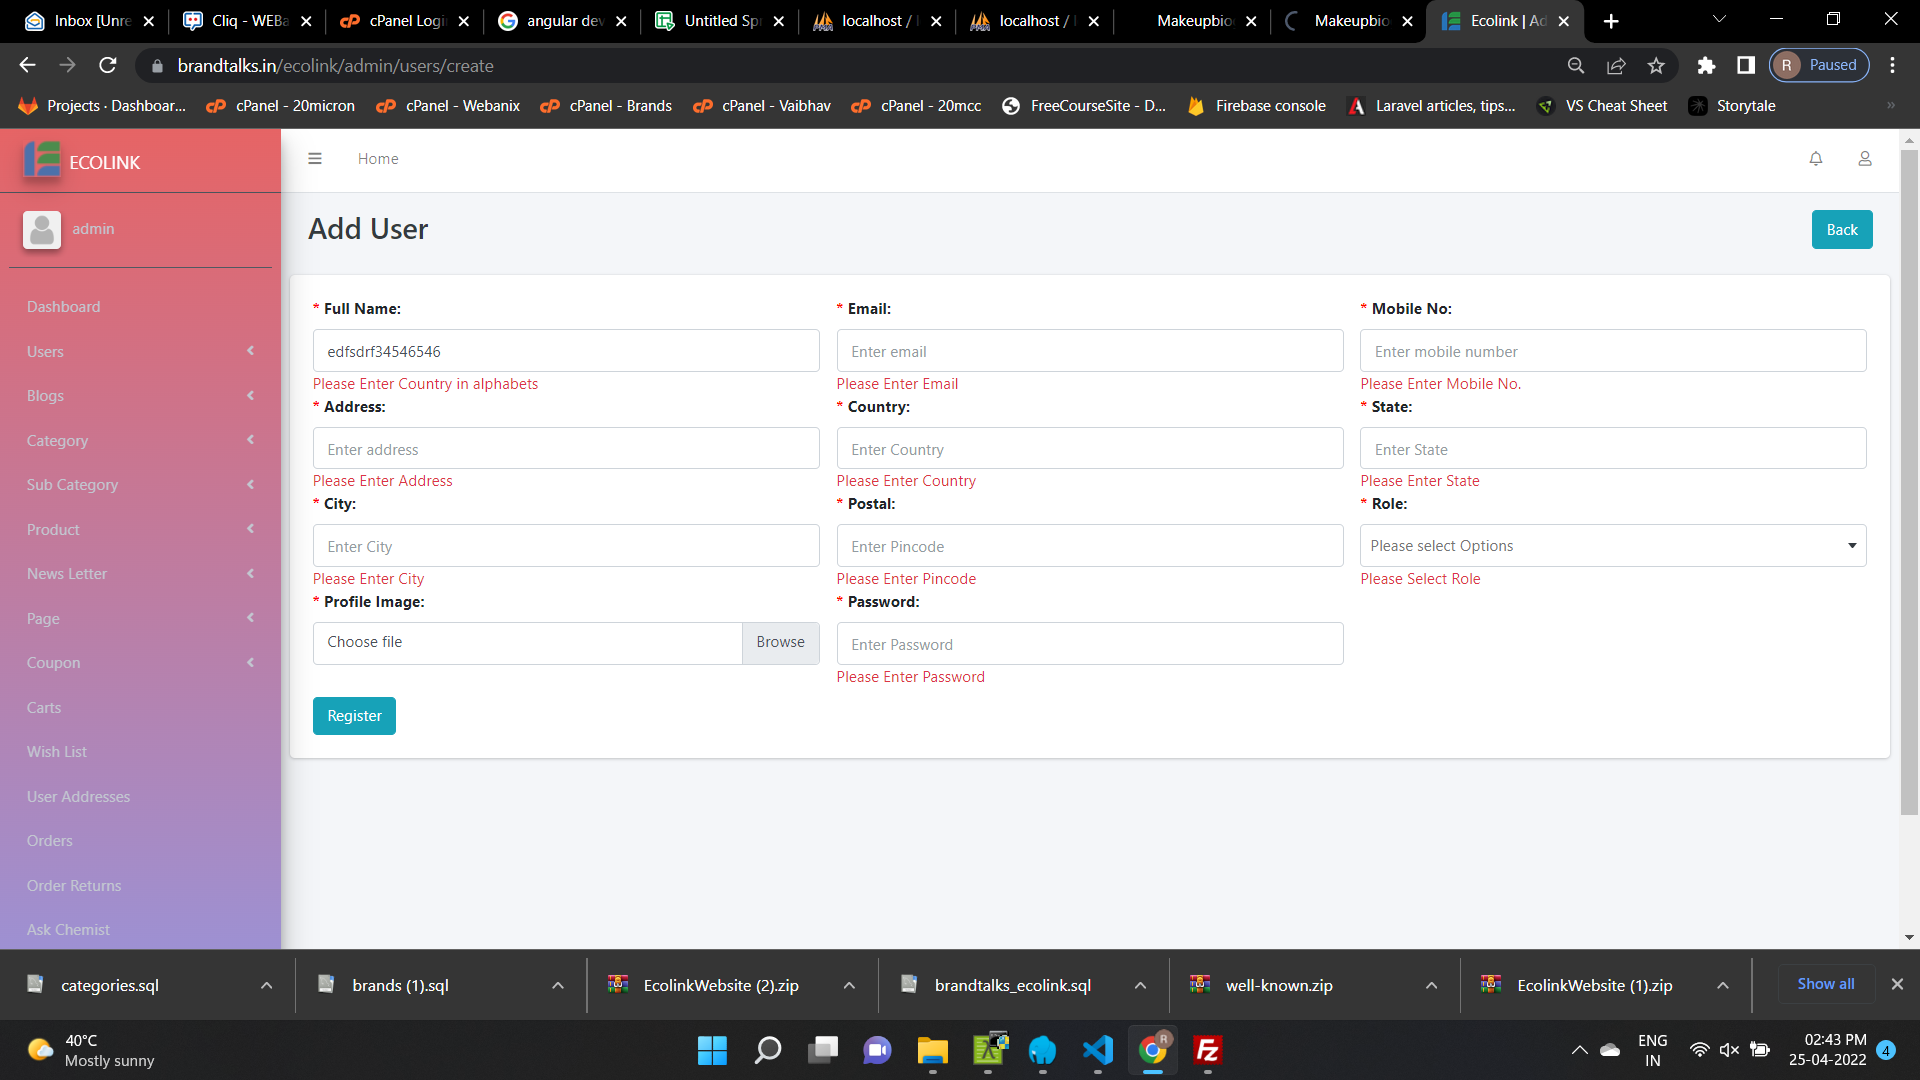 Inbox [Unre
Cliq - WEBa
cPanel Logi
angular dev
Untitled Spr
localhost /
localhost /
Makeupbio
Makeupbio
Ecolink | Ad
brandtalks.in/ecolink/admin/users/create
R Paused
Projects · Dashboar...
cPanel - 20micron
cPanel - Webanix
cPanel - Brands
cPanel - Vaibhav
cPanel - 20mcc
FreeCourseSite - D...
Firebase console
Laravel articles, tips...
VS Cheat Sheet
Storytale
»
ECOLINK
Home
admin
Add User
Back
Dashboard
Users
Blogs
Category
Sub Category
Product
News Letter
Page
Coupon
Carts
Wish List
User Addresses
Orders
Order Returns
Ask Chemist
* Full Name:
* Email:
* Mobile No:
edfsdrf34546546
Enter email
Enter mobile number
Please Enter Country in alphabets
Please Enter Email
Please Enter Mobile No.
* Address:
* Country:
* State:
Enter address
Enter Country
Enter State
Please Enter Address
Please Enter Country
Please Enter State
* City:
* Postal:
* Role:
Enter City
Enter Pincode
Please select Options
Please Enter City
Please Enter Pincode
Please Select Role
* Profile Image:
* Password:
Choose file
Browse
Enter Password
Please Enter Password
Register
categories.sql
brands (1).sql
EcolinkWebsite (2).zip
brandtalks_ecolink.sql
well-known.zip
EcolinkWebsite (1).zip
Show all
40°C
Mostly sunny
R
ENG
IN
02:43 PM
25-04-2022
4